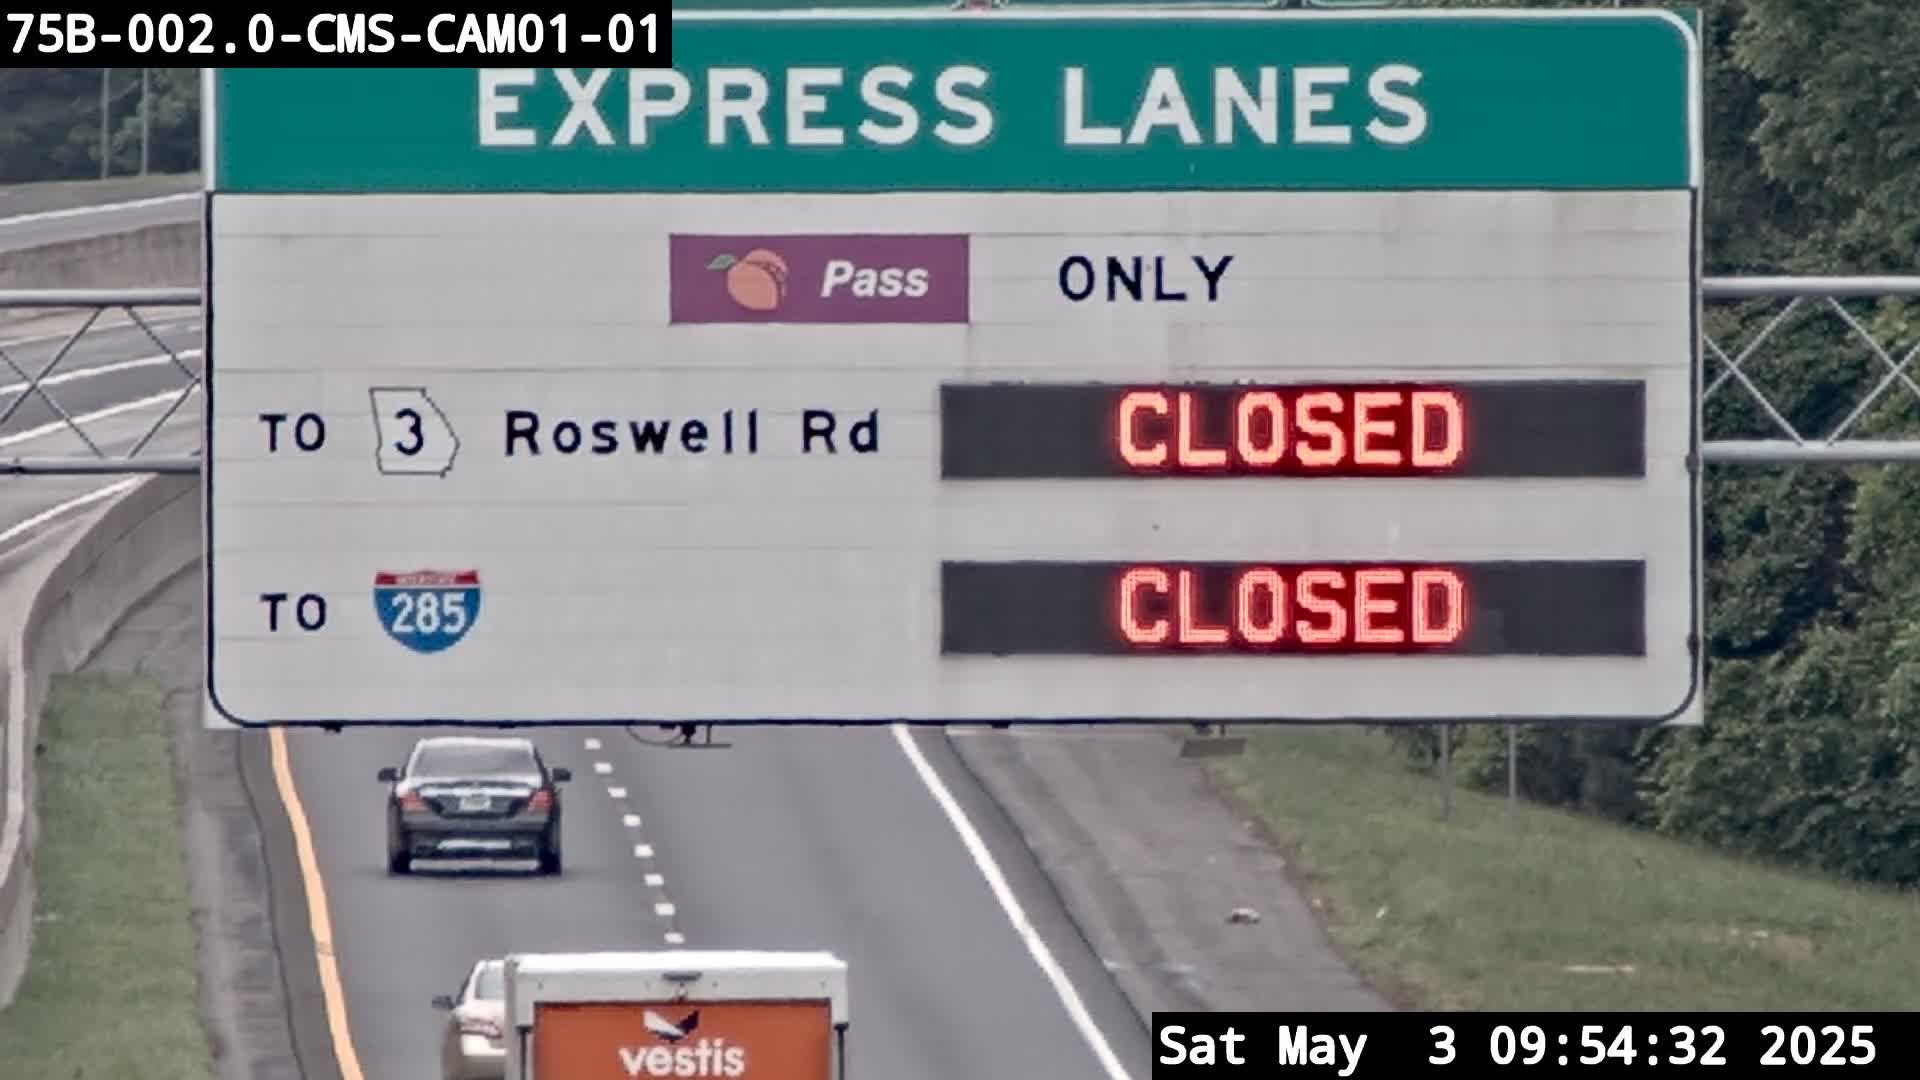 75B-002.0-CMS-CAM01-01
EXPRESS LANES
Pass ONLY
TO 3 Roswell Rd CLOSED
TO 285 CLOSED
vestis
Sat May 3 09:54:32 2025